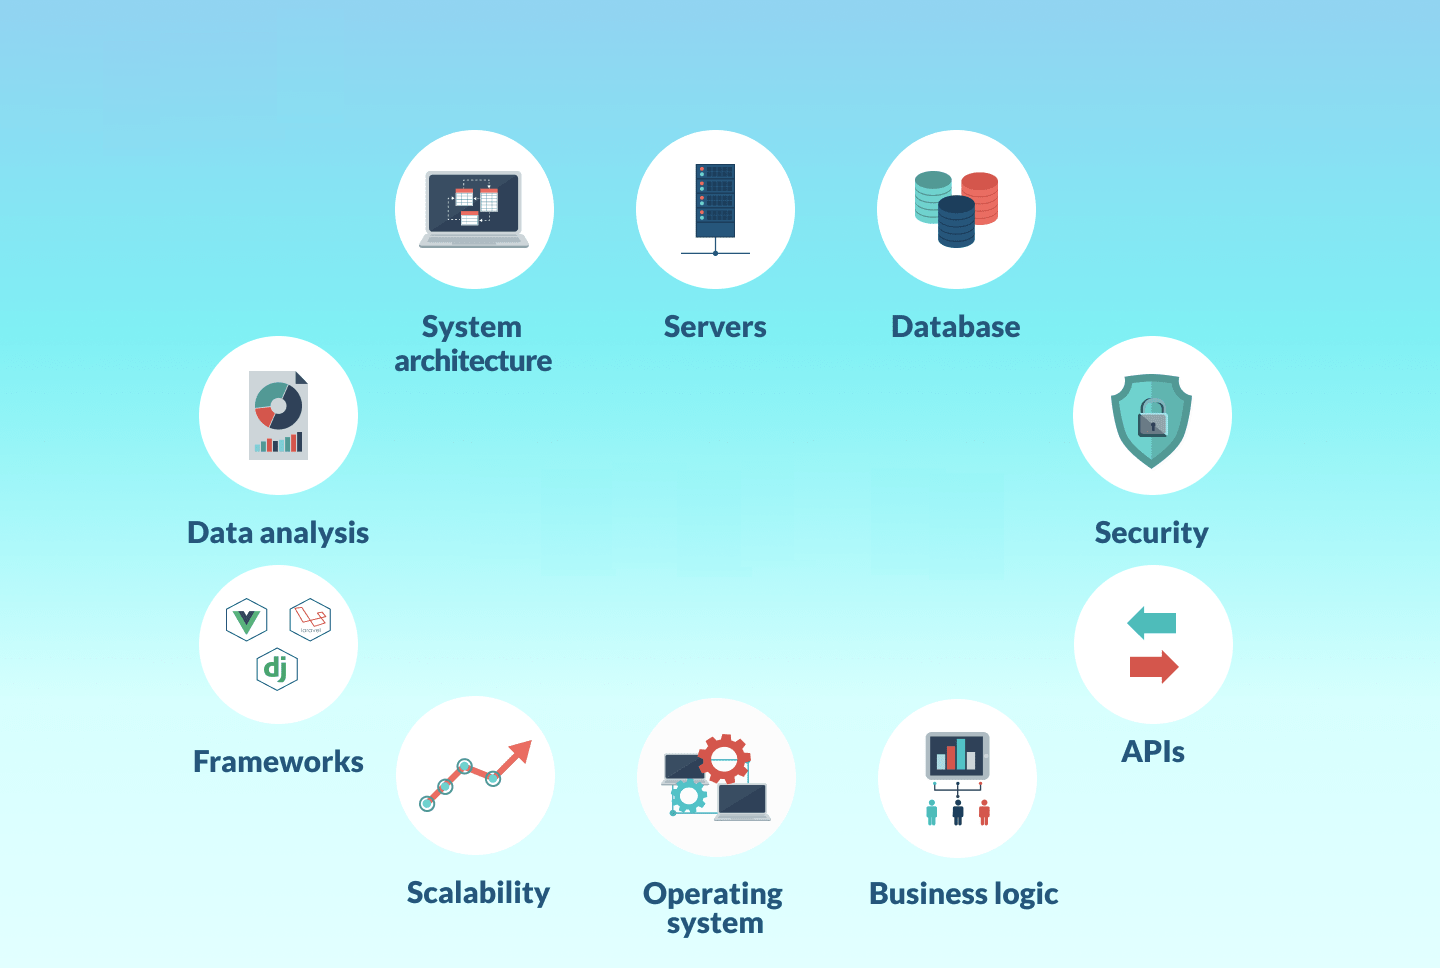 System
architecture
Servers
Database
Data analysis
Security
laravel
dj
Frameworks
APIs
Scalability
Operating
system
Business logic